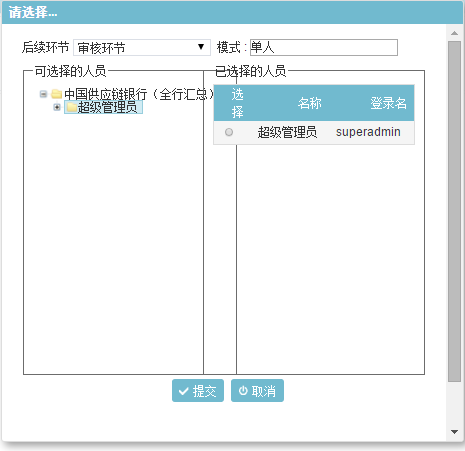 请选择...
后续环节 审核环节 模式 : 单人
可选择的人员 已选择的人员
中国供应链银行（全行汇总）
超级管理员
选择 名称 登录名
超级管理员 superadmin
提交 取消